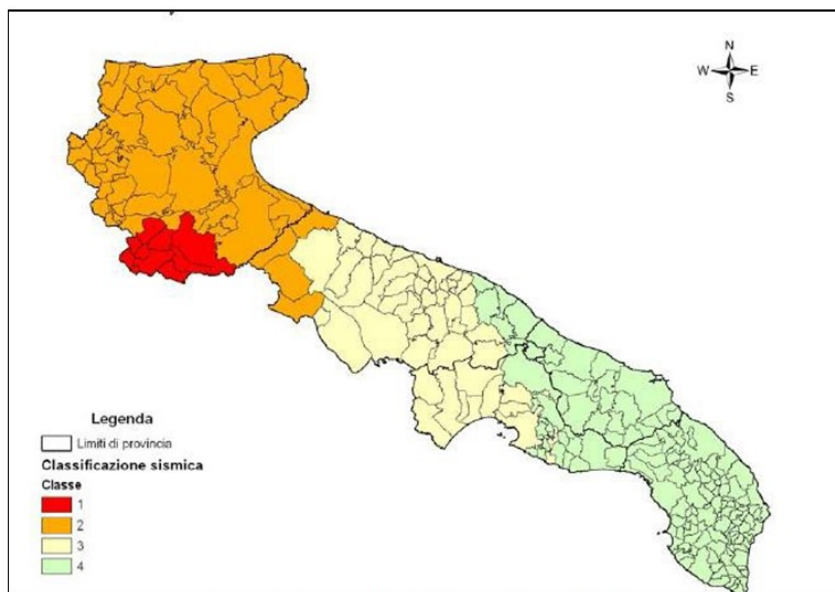 N
W E
S
Legenda
Limiti di provincia
Classificazione sismica
Classe
1
2
3
4